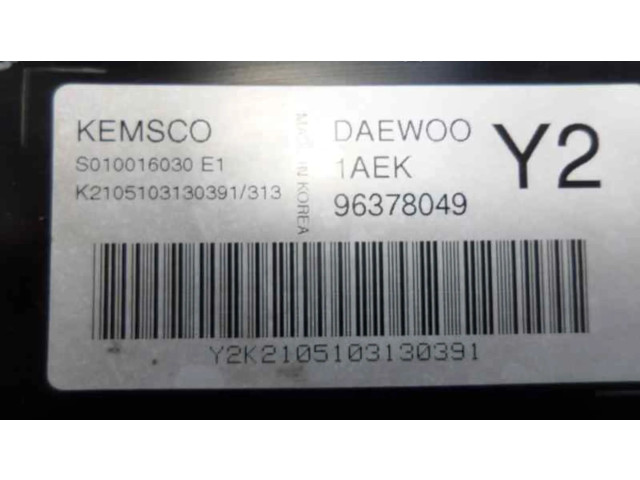 KEMSCO
S010016030 E1
K2105103130391/313
MADE IN KOREA
DAEWOO
1AEK
96378049
Y2
Y2K2105103130391